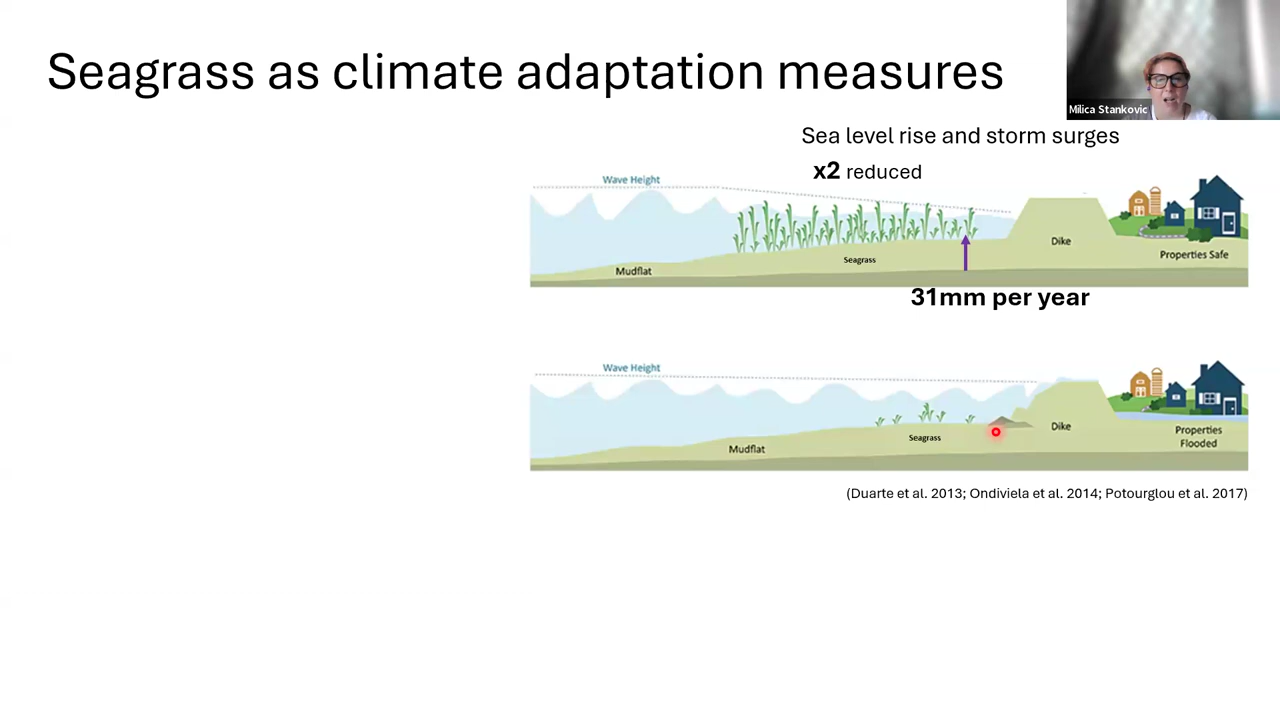 Seagrass as climate adaptation measures
Milica Stankovic
Sea level rise and storm surges
x2 reduced
Wave Height
Dike
Seagrass
Properties Safe
Mudflat
31mm per year
Wave Height
Dike
Properties
Flooded
Seagrass
Mudflat
(Duarte et al. 2013; Ondiviela et al. 2014; Potourglou et al. 2017)